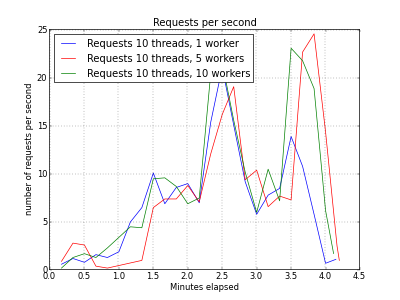 Requests per second
25
Requests 10 threads, 1 worker
Requests 10 threads, 5 workers
Requests 10 threads, 10 workers
20
15
10
5
0
number of requests per second
0.0 0.5 1.0 1.5 2.0 2.5 3.0 3.5 4.0 4.5
Minutes elapsed